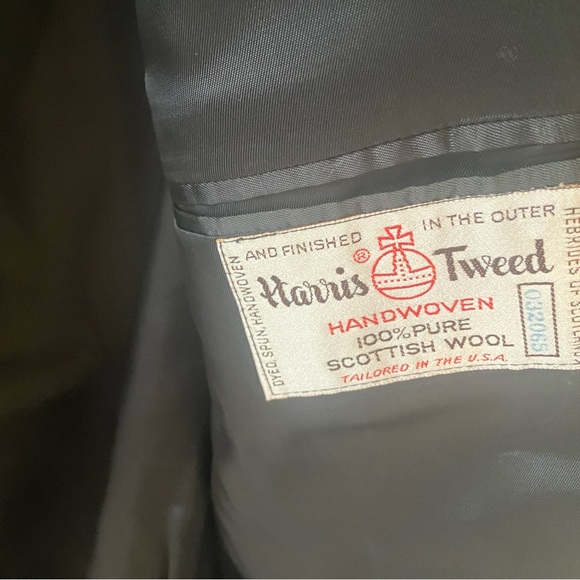 DYED, SPUN, HANDWOVEN
AND FINISHED
IN THE OUTER
HEBRIDES OF SCOTLAND
Harris ® Tweed
HANDWOVEN
100% PURE
SCOTTISH WOOL
TAILORED IN THE U.S.A.